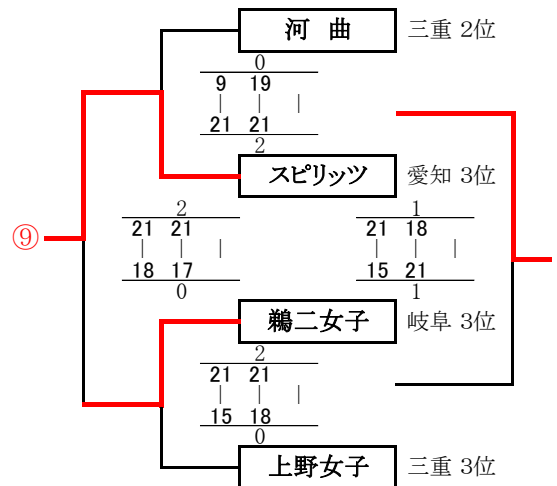 河 曲 三重 2位
0
9 19
| | |
21 21
2
スピリッツ 愛知 3位
2 1
21 21 21 18
| | | | | |
18 17 15 21
0 1
⑨
鵜二女子 岐阜 3位
2
21 21
| | |
15 18
0
上野女子 三重 3位